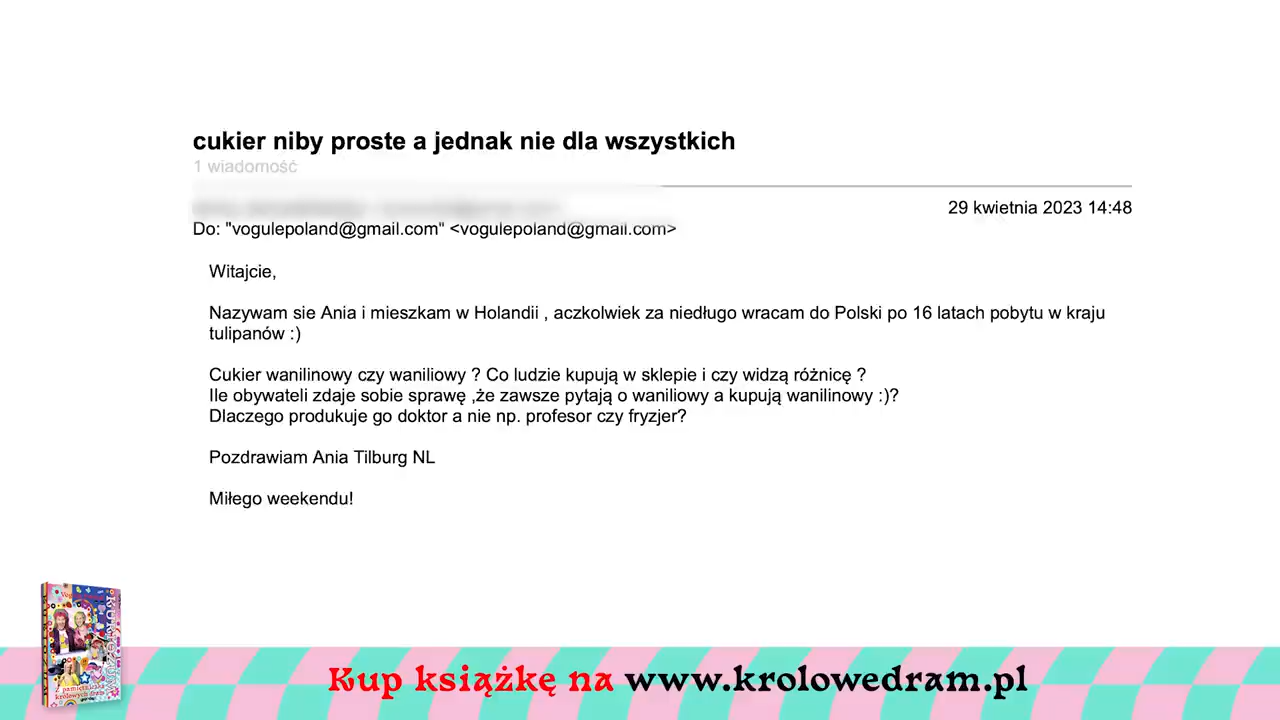 cukier niby proste a jednak nie dla wszystkich
1 wiadomość
29 kwietnia 2023 14:48
Do: "vogulepoland@gmail.com" <vogulepoland@gmail.com>
Witajcie,
Nazywam sie Ania i mieszkam w Holandii , aczkolwiek za niedługo wracam do Polski po 16 latach pobytu w kraju
tulipanów :)
Cukier wanilinowy czy waniliowy ? Co ludzie kupują w sklepie i czy widzą różnicę ?
Ile obywateli zdaje sobie sprawę ,że zawsze pytają o waniliowy a kupują wanilinowy :)?
Dlaczego produkuje go doktor a nie np. profesor czy fryzjer?
Pozdrawiam Ania Tilburg NL
Miłego weekendu!
Z pamiętnika
królowych dram
Kup książkę na www.krolowedram.pl